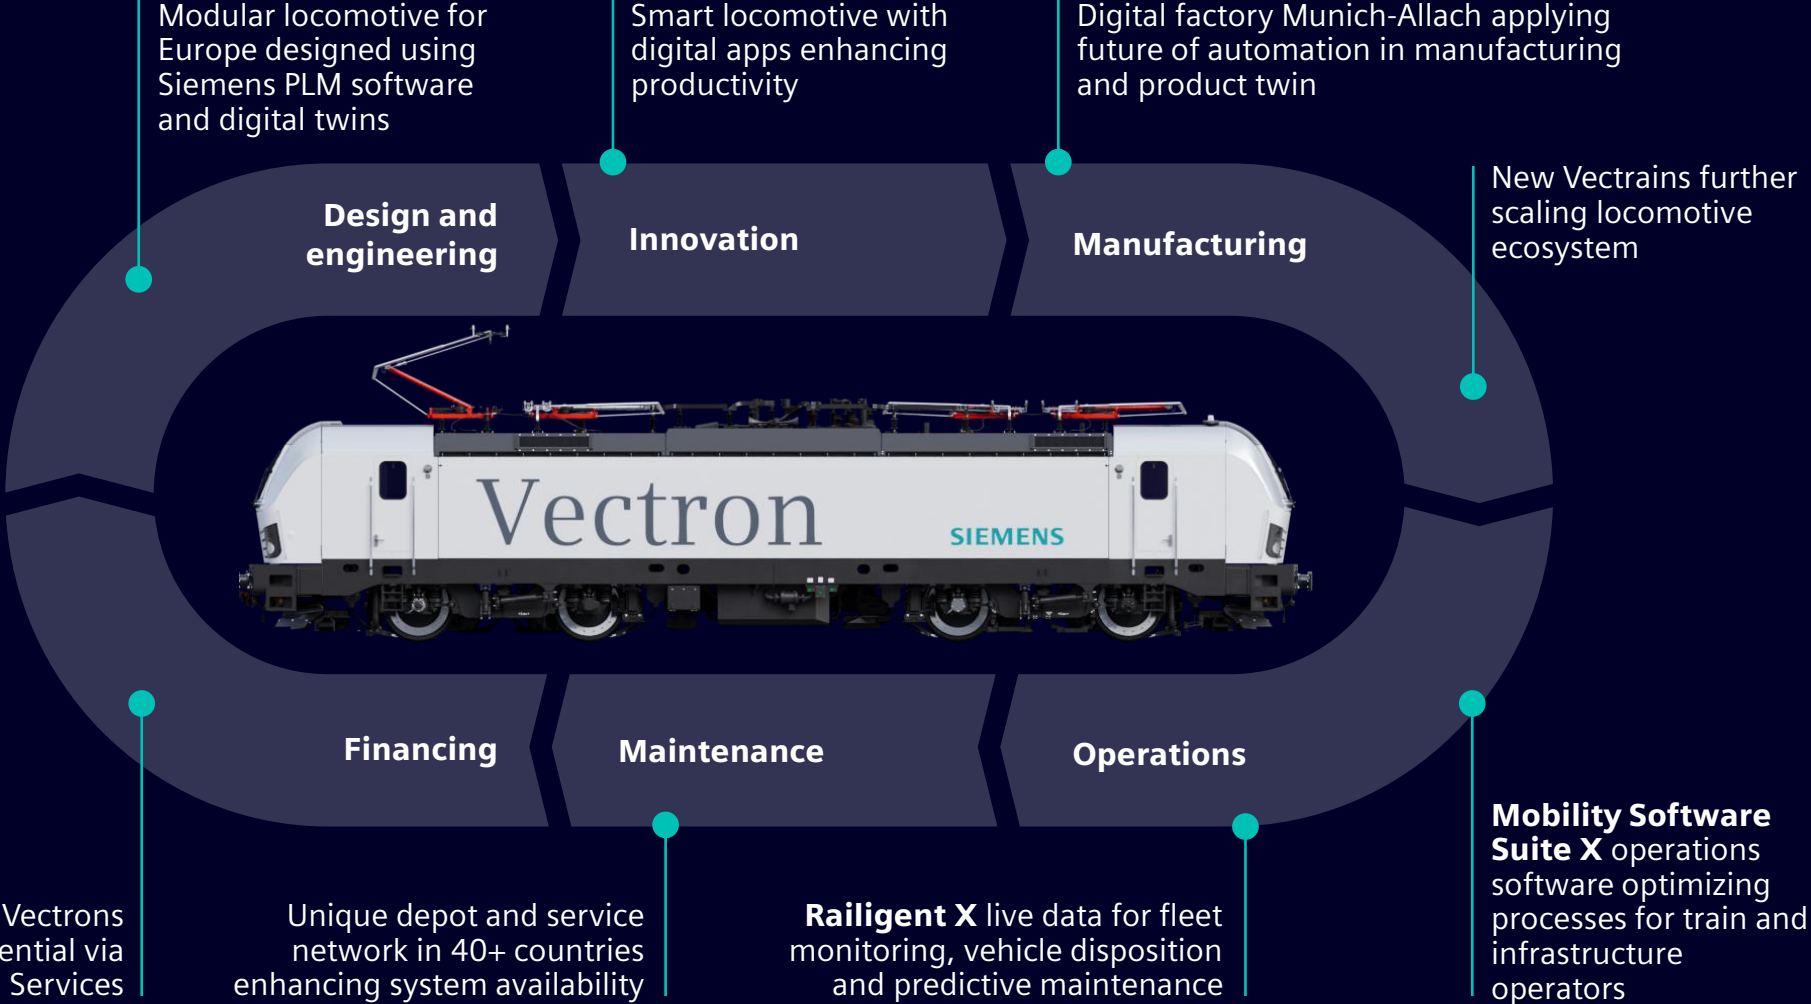 Modular locomotive for
Europe designed using
Siemens PLM software
and digital twins
Smart locomotive with
digital apps enhancing
productivity
Digital factory Munich-Allach applying
future of automation in manufacturing
and product twin
New Vectrains further
scaling locomotive
ecosystem
Design and
engineering
Innovation
Manufacturing
Vectron
SIEMENS
Financing
Maintenance
Operations
Vectrons
via
Services
Unique depot and service
network in 40+ countries
enhancing system availability
Railigent X live data for fleet
monitoring, vehicle disposition
and predictive maintenance
Mobility Software
Suite X operations
software optimizing
processes for train and
infrastructure
operators